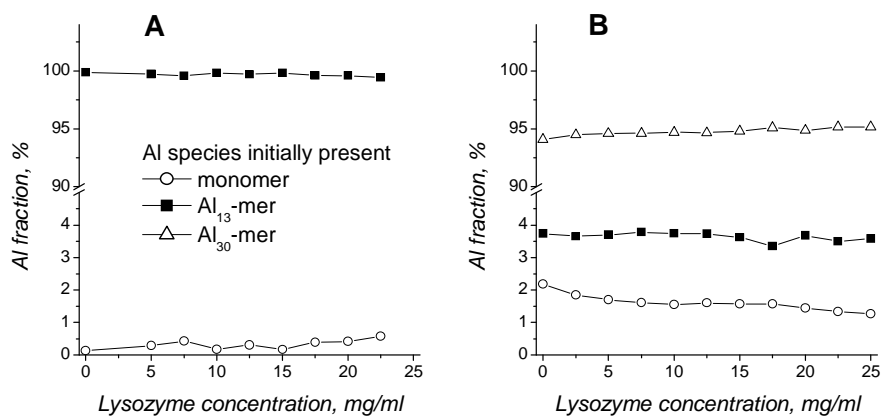 A
100
95
90
4
3
2
1
0
Al fraction, %
Al species initially present
monomer
Al13-mer
Al30-mer
0 5 10 15 20 25
Lysozyme concentration, mg/ml
B
100
95
90
4
3
2
1
0
Al fraction, %
0 5 10 15 20 25
Lysozyme concentration, mg/ml